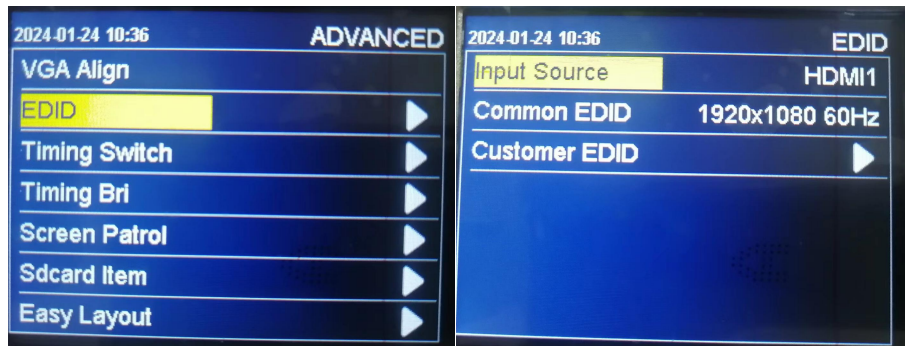 2024-01-24 10:36 ADVANCED
VGA Align
EDID
Timing Switch
Timing Bri
Screen Patrol
Sdcard Item
Easy Layout
2024-01-24 10:36 EDID
Input Source HDMI1
Common EDID 1920x1080 60Hz
Customer EDID